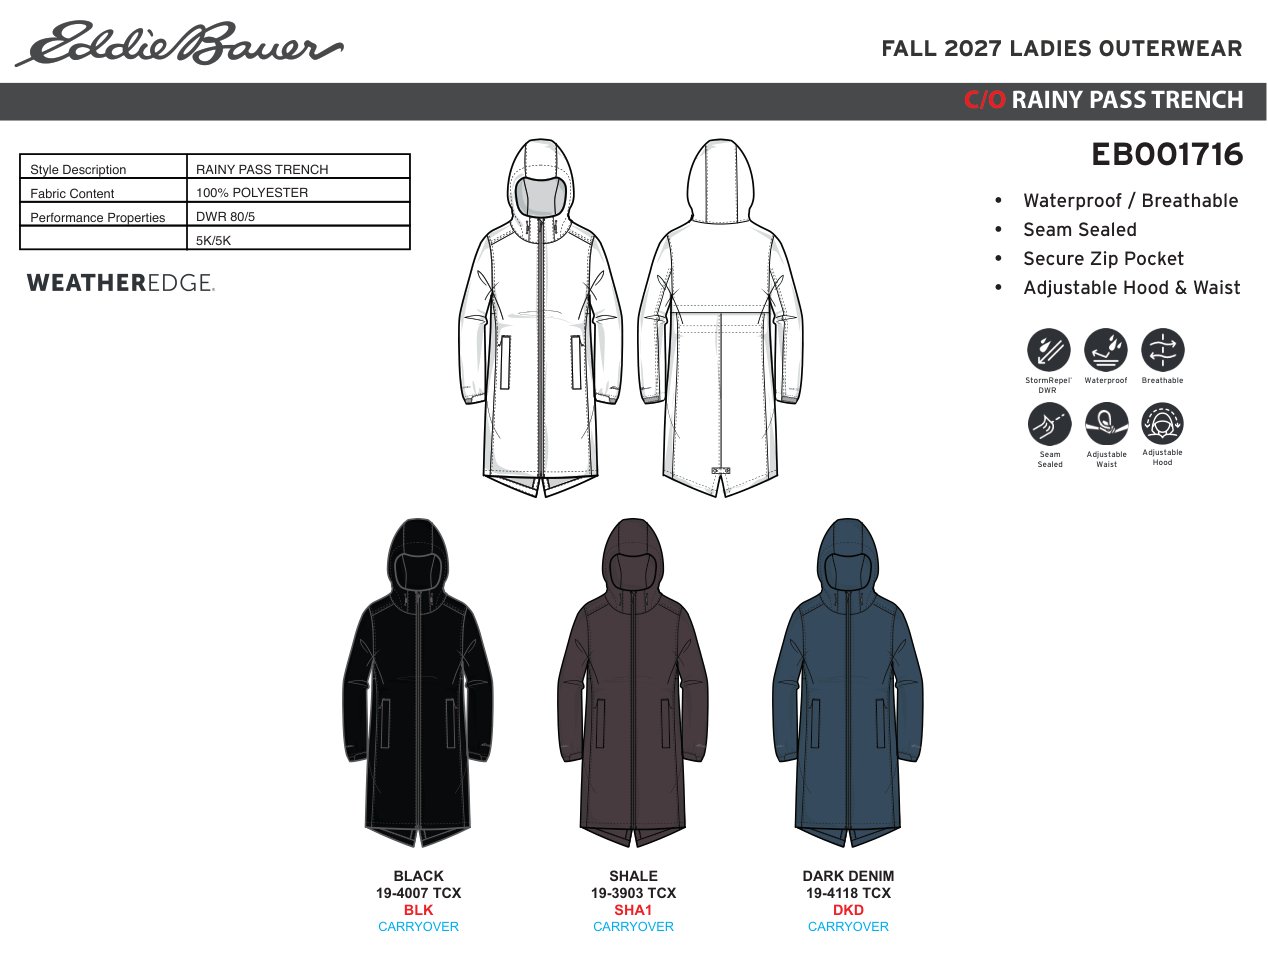 Eddie Bauer
FALL 2027 LADIES OUTERWEAR
C/O RAINY PASS TRENCH
EB001716
Style Description RAINY PASS TRENCH
Fabric Content 100% POLYESTER
Performance Properties DWR 80/5
5K/5K
WEATHEREDGE®
• Waterproof / Breathable
• Seam Sealed
• Secure Zip Pocket
• Adjustable Hood & Waist
StormRepel® DWR
Waterproof
Breathable
Seam Sealed
Adjustable Waist
Adjustable Hood
BLACK
19-4007 TCX
BLK
CARRYOVER
SHALE
19-3903 TCX
SHA1
CARRYOVER
DARK DENIM
19-4118 TCX
DKD
CARRYOVER